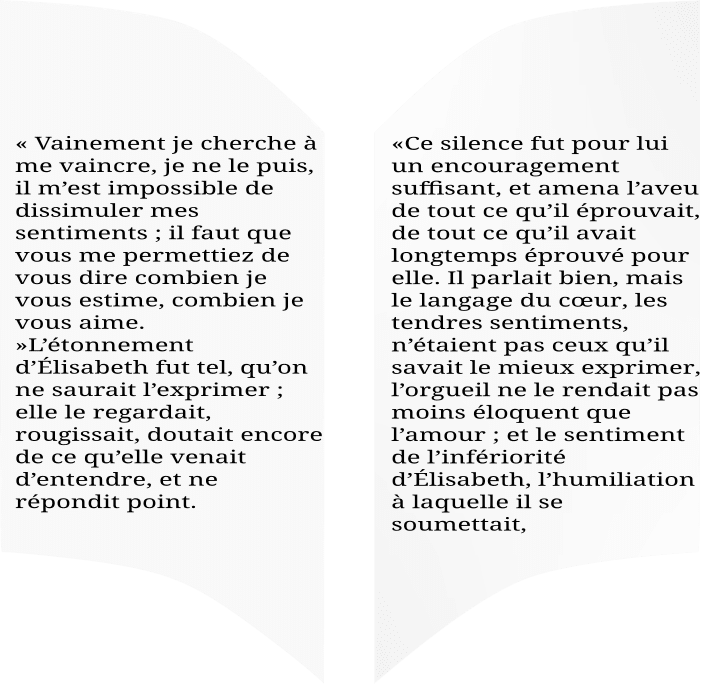 « Vainement je cherche à
me vaincre, je ne le puis,
il m’est impossible de
dissimuler mes
sentiments ; il faut que
vous me permettiez de
vous dire combien je
vous estime, combien je
vous aime.
»L’étonnement
d’Élisabeth fut tel, qu’on
ne saurait l’exprimer ;
elle le regardait,
rougissait, doutait encore
de ce qu’elle venait
d’entendre, et ne
répondit point.
«Ce silence fut pour lui
un encouragement
suffisant, et amena l’aveu
de tout ce qu’il éprouvait,
de tout ce qu’il avait
longtemps éprouvé pour
elle. Il parlait bien, mais
le langage du cœur, les
tendres sentiments,
n’étaient pas ceux qu’il
savait le mieux exprimer,
l’orgueil ne le rendait pas
moins éloquent que
l’amour ; et le sentiment
de l’infériorité
d’Élisabeth, l’humiliation
à laquelle il se
soumettait,